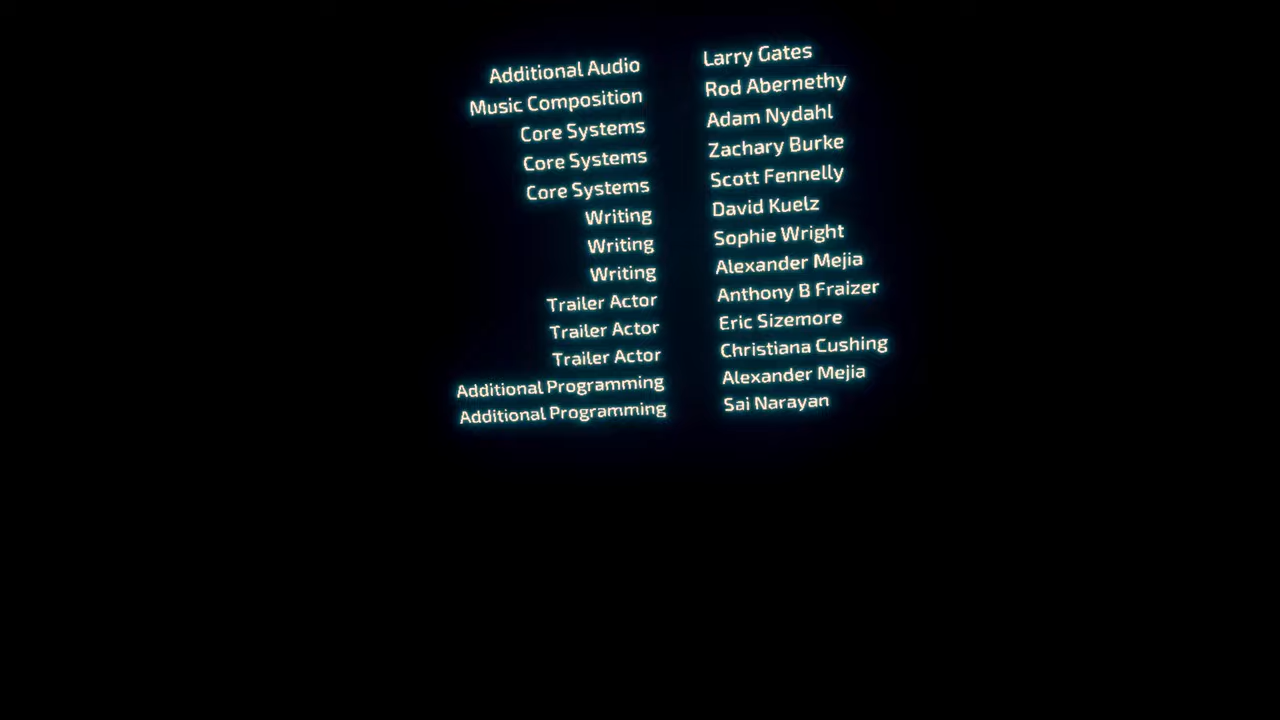 Additional Audio Larry Gates
Music Composition Rod Abernethy
Core Systems Adam Nydahl
Core Systems Zachary Burke
Core Systems Scott Fennelly
Writing David Kuelz
Writing Sophie Wright
Writing Alexander Mejia
Trailer Actor Anthony B Fraizer
Trailer Actor Eric Sizemore
Trailer Actor Christiana Cushing
Additional Programming Alexander Mejia
Additional Programming Sai Narayan